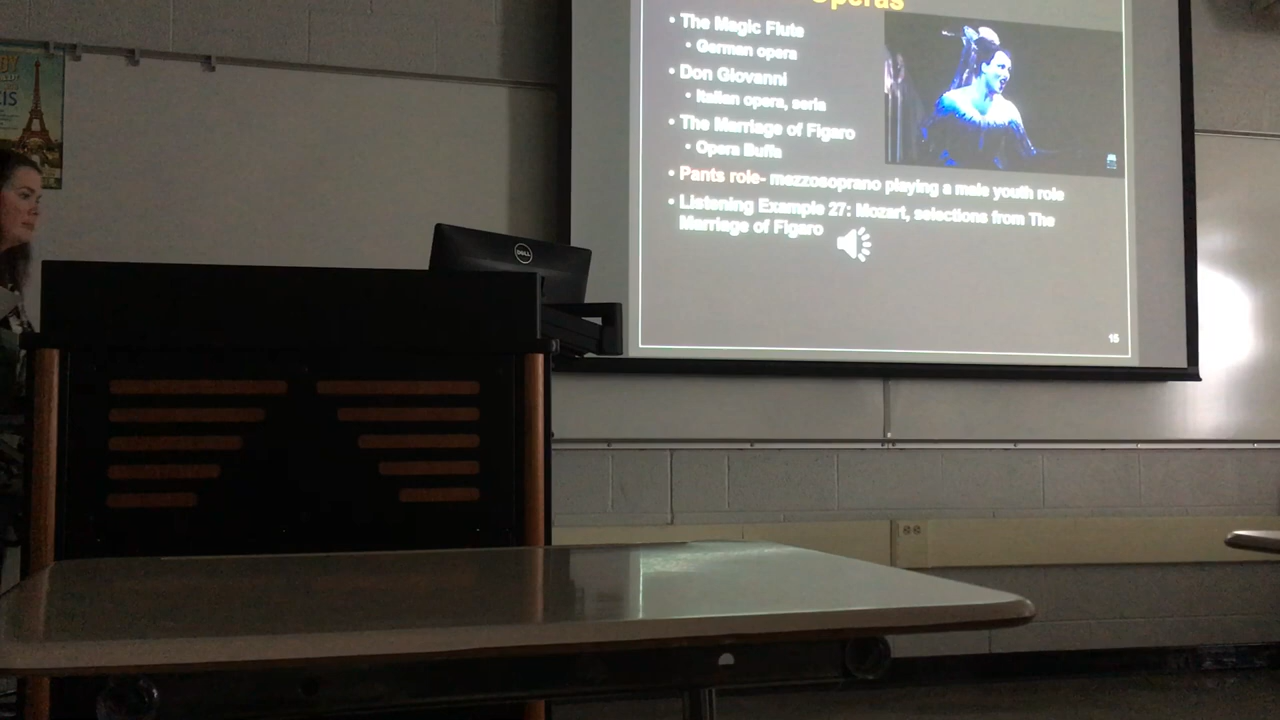 Operas
• The Magic Flute
• German opera
• Don Giovanni
• Italian opera, seria
• The Marriage of Figaro
• Opera Buffa
• Pants role- mezzosoprano playing a male youth role
• Listening Example 27: Mozart, selections from The
Marriage of Figaro
15
DELL